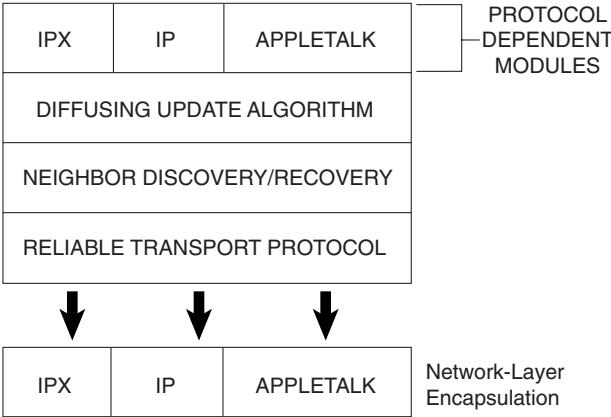 IPX IP APPLETALK
PROTOCOL
DEPENDENT
MODULES
DIFFUSING UPDATE ALGORITHM
NEIGHBOR DISCOVERY/RECOVERY
RELIABLE TRANSPORT PROTOCOL
IPX IP APPLETALK
Network-Layer
Encapsulation